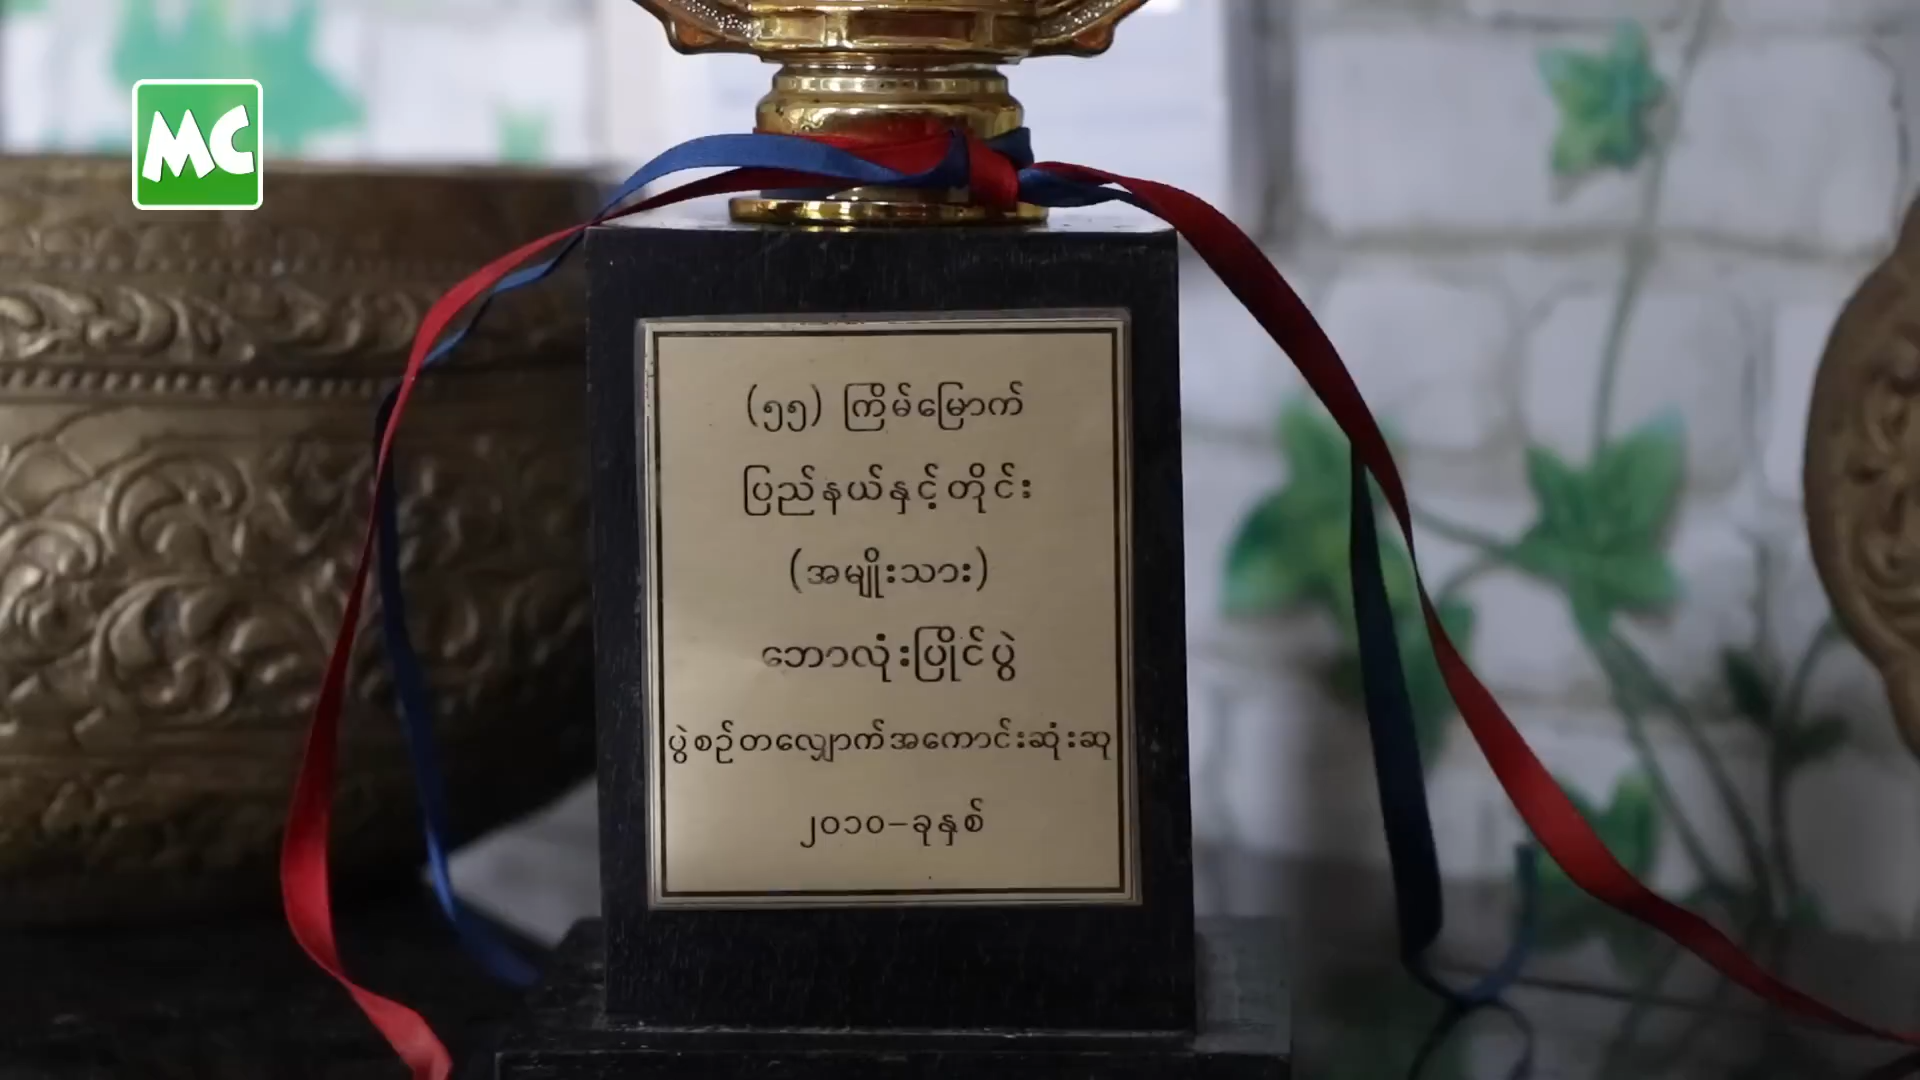 MC
(၅၅) ကြိမ်မြောက်
ပြည်နယ်နှင့်တိုင်း
(အမျိုးသား)
ဘောလုံးပြိုင်ပွဲ
ပွဲစဉ်တလျှောက်အကောင်းဆုံးဆု
၂၀၁၀–ခုနှစ်